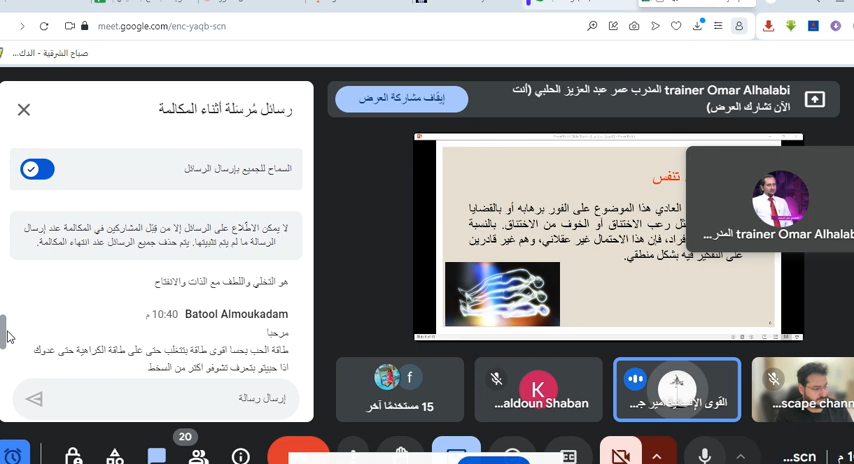 meet.google.com/enc-yaqb-scn
صباح الشرقية - الدك...
رسائل مُرسَلة أثناء المكالمة
السماح للجميع بإرسال الرسائل
لا يمكن الاطّلاع على الرسائل إلا من قِبَل المشاركين في المكالمة عند إرسال
الرسالة ما لم يتم تثبيتها. يتم حذف جميع الرسائل عند انتهاء المكالمة.
هو التخلي واللطف مع الذات والانفتاح
Batool Almoukadam 10:40 م
مرحبا
طاقة الحب بحسا اقوى طاقة بتتغلب حتى على طاقة الكراهية حتى عدوك
اذا حبيتو بتعرف تشوفو اكتر من السخط
إرسال رسالة
trainer Omar Alhalabi المدرب عمر عبد العزيز الحلبي (أنت
الآن تشارك العرض)
إيقاف مشاركة العرض
تنفس
العادي هذا الموضوع على الفور برهابه أو بالقضايا
رعب الاختناق أو الخوف من الاختناق. بالنسبة
فراد، فإن هذا الاحتمال غير عقلاني، وهم غير قادرين
على التفكير فيه بشكل منطقي.
trainer Omar Alhalab المدر...
f
15 مستخدمًا آخر
K
...aldoun Shaban
...scape chann
20
...scn